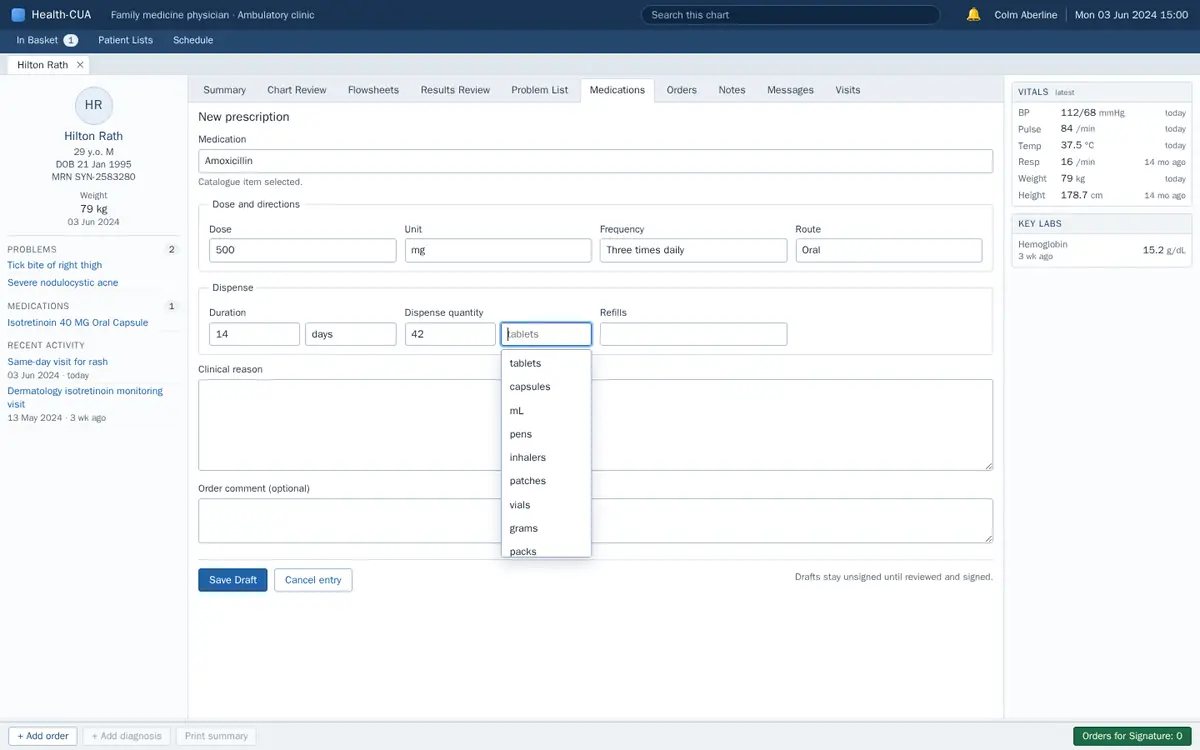 Health-CUA Family medicine physician · Ambulatory clinic Search this chart Colm Aberline Mon 03 Jun 2024 15:00
In Basket 1 Patient Lists Schedule
Hilton Rath ×
HR
Hilton Rath
29 y.o. M
DOB 21 Jan 1995
MRN SYN-2583280
Weight
79 kg
03 Jun 2024
PROBLEMS 2
Tick bite of right thigh
Severe nodulocystic acne
MEDICATIONS 1
Isotretinoin 40 MG Oral Capsule
RECENT ACTIVITY
Same-day visit for rash
03 Jun 2024 · today
Dermatology isotretinoin monitoring
visit
13 May 2024 · 3 wk ago
Summary Chart Review Flowsheets Results Review Problem List Medications Orders Notes Messages Visits
New prescription
Medication
Amoxicillin
Catalogue item selected.
Dose and directions
Dose Unit Frequency Route
500 mg Three times daily Oral
Dispense
Duration Dispense quantity Refills
14 days 42 tablets
tablets
capsules
mL
pens
inhalers
patches
vials
grams
packs
Clinical reason
Order comment (optional)
Save Draft Cancel entry Drafts stay unsigned until reviewed and signed.
VITALS latest
BP 112/68 mmHg today
Pulse 84 /min today
Temp 37.5 °C today
Resp 16 /min 14 mo ago
Weight 79 kg today
Height 178.7 cm 14 mo ago
KEY LABS
Hemoglobin 15.2 g/dL
3 wk ago
+ Add order + Add diagnosis Print summary Orders for Signature: 0